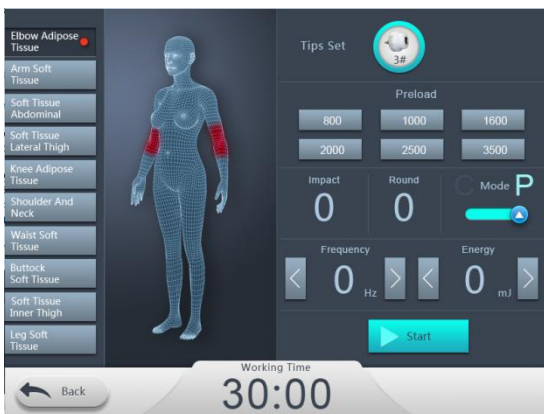 Elbow Adipose
Tissue
Arm Soft
Tissue
Soft Tissue
Abdominal
Soft Tissue
Lateral Thigh
Knee Adipose
Tissue
Shoulder And
Neck
Waist Soft
Tissue
Buttock
Soft Tissue
Soft Tissue
Inner Thigh
Leg Soft
Tissue
Back
Tips Set
3#
Preload
800 1000 1600
2000 2500 3500
Impact Round C Mode P
0 0
Frequency Energy
< 0 Hz > < 0 mJ >
Start
Working Time
30:00